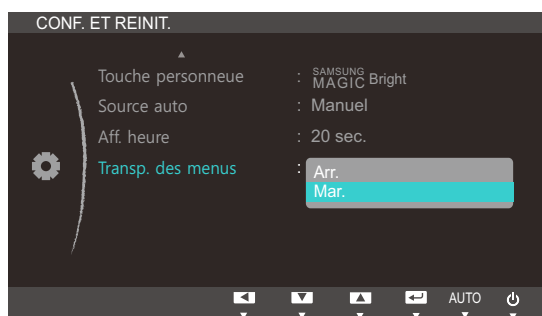 CONF. ET REINIT.
Touche personneue : SAMSUNG MAGIC Bright
Source auto : Manuel
Aff. heure : 20 sec.
Transp. des menus : Arr.
Mar.
AUTO